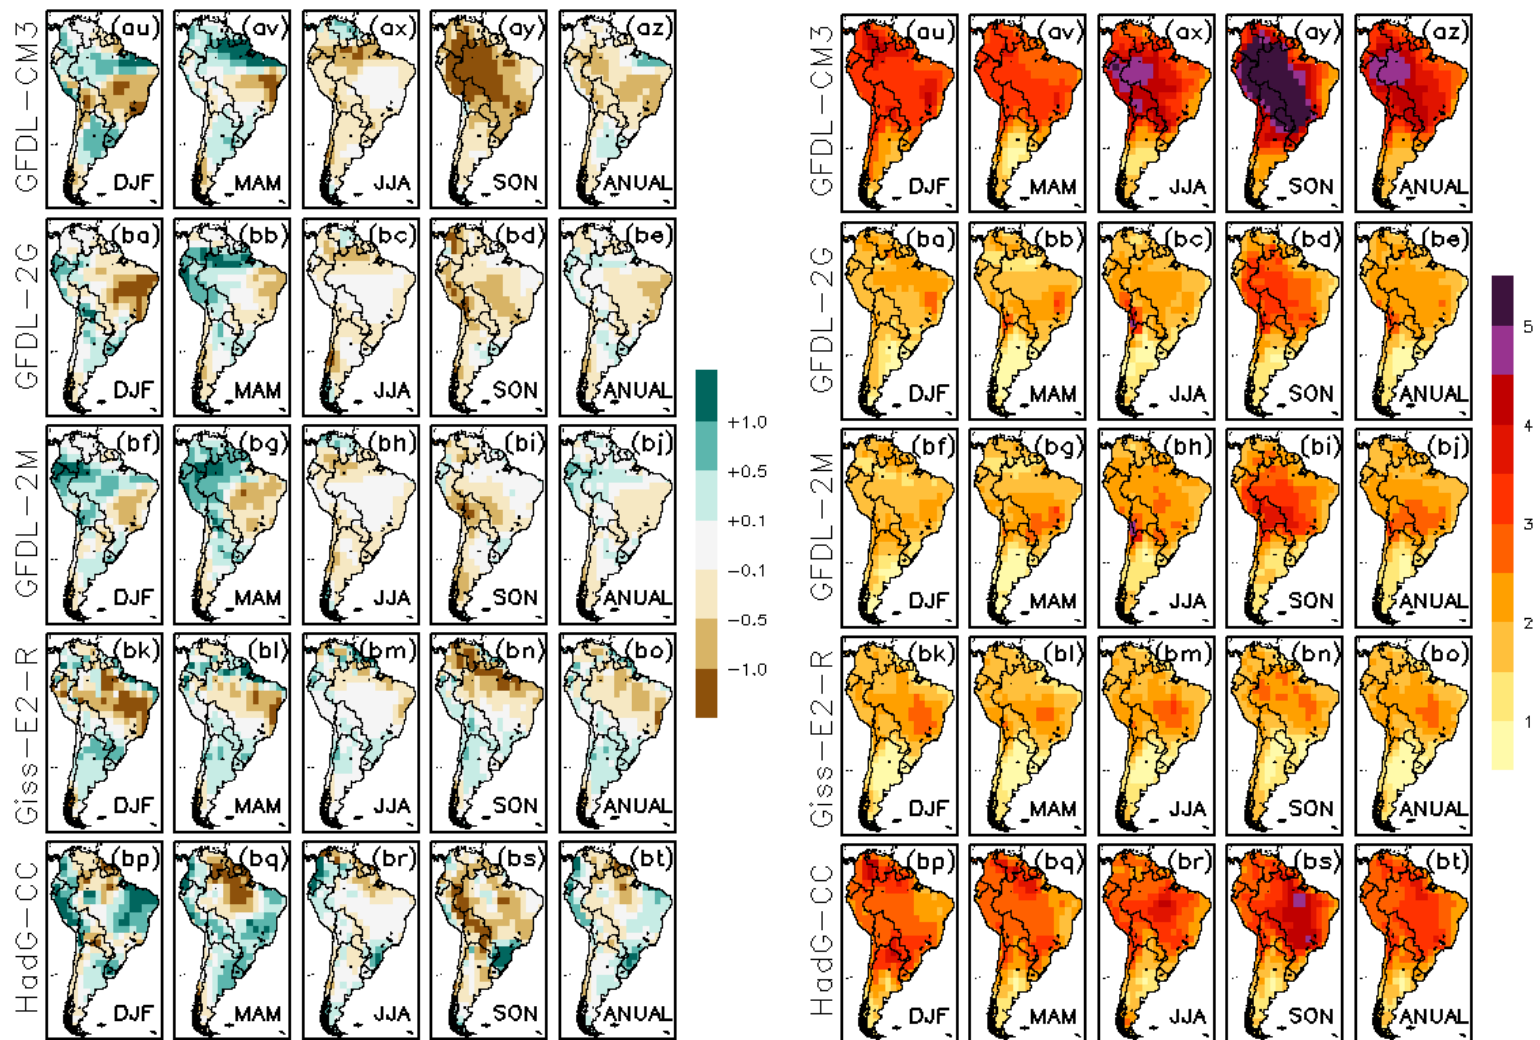 GFDL-CM3
(au) DJF
(av) MAM
(ax) JJA
(ay) SON
(az) ANUAL
GFDL-2G
(ba) DJF
(bb) MAM
(bc) JJA
(bd) SON
(be) ANUAL
GFDL-2M
(bf) DJF
(bg) MAM
(bh) JJA
(bi) SON
(bj) ANUAL
Giss-E2-R
(bk) DJF
(bl) MAM
(bm) JJA
(bn) SON
(bo) ANUAL
HadG-CC
(bp) DJF
(bq) MAM
(br) JJA
(bs) SON
(bt) ANUAL
+1.0
+0.5
+0.1
-0.1
-0.5
-1.0
GFDL-CM3
(au) DJF
(av) MAM
(ax) JJA
(ay) SON
(az) ANUAL
GFDL-2G
(ba) DJF
(bb) MAM
(bc) JJA
(bd) SON
(be) ANUAL
GFDL-2M
(bf) DJF
(bg) MAM
(bh) JJA
(bi) SON
(bj) ANUAL
Giss-E2-R
(bk) DJF
(bl) MAM
(bm) JJA
(bn) SON
(bo) ANUAL
HadG-CC
(bp) DJF
(bq) MAM
(br) JJA
(bs) SON
(bt) ANUAL
5
4
3
2
1